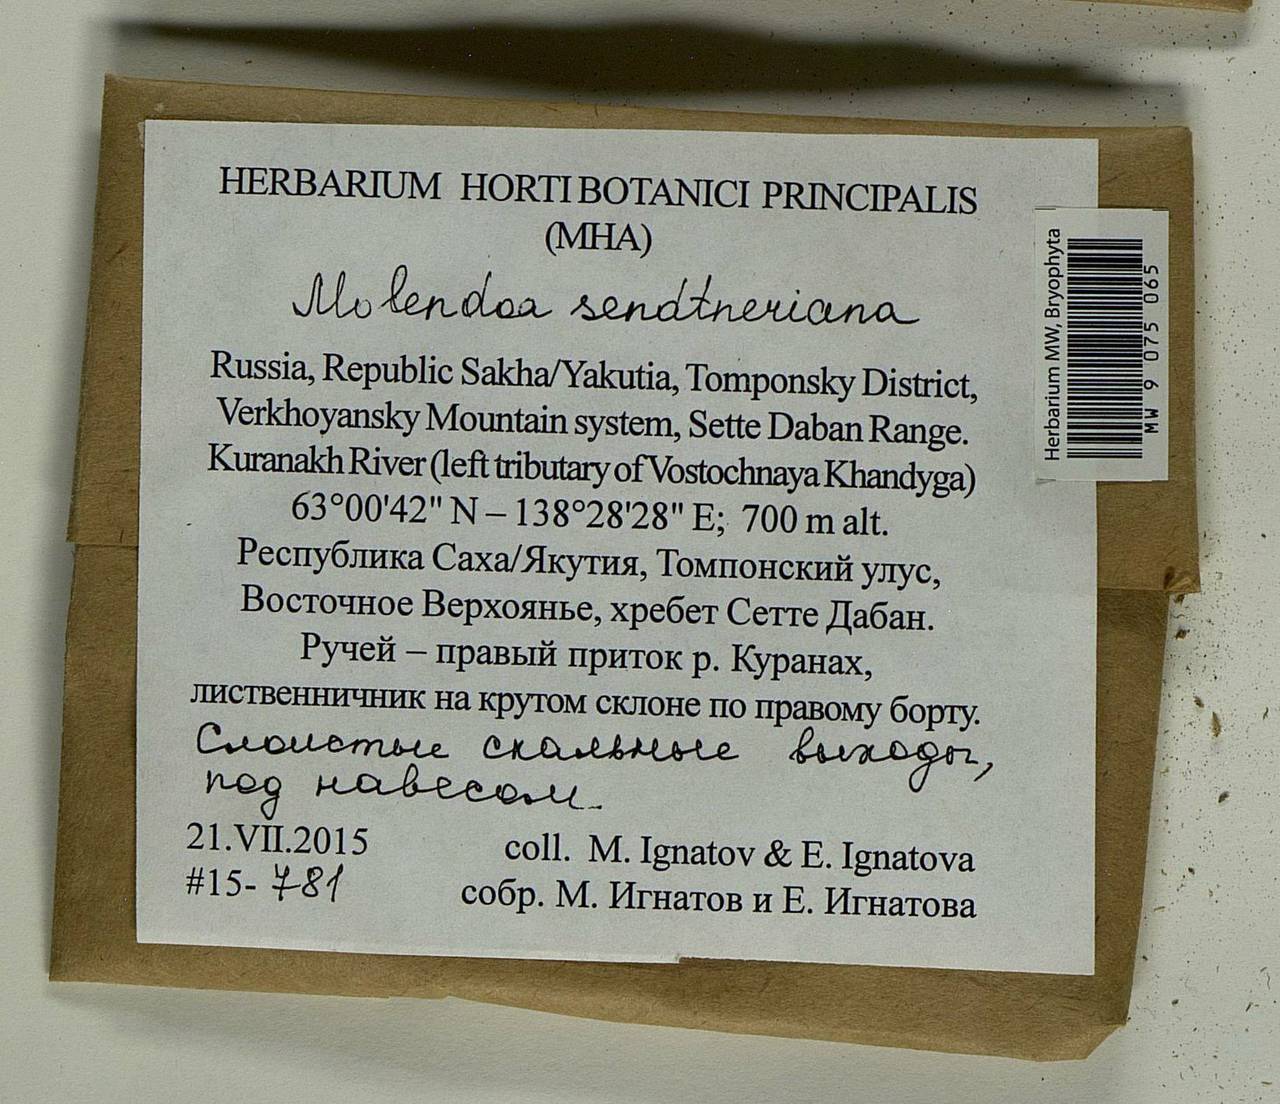 HERBARIUM HORTI BOTANICI PRINCIPALIS
(MHA)
Molendoa sendtneriana
Russia, Republic Sakha/Yakutia, Tomponsky District,
Verkhoyansky Mountain system, Sette Daban Range.
Kuranakh River (left tributary of Vostochnaya Khandyga)
63°00'42" N – 138°28'28" E; 700 m alt.
Республика Саха/Якутия, Томпонский улус,
Восточное Верхоянье, хребет Сетте Дабан.
Ручей – правый приток р. Куранах,
лиственничник на крутом склоне по правому борту.
Слоистые скальные выходы,
под навесом.
21.VII.2015 coll. M. Ignatov & E. Ignatova
#15-781 собр. М. Игнатов и Е. Игнатова
Herbarium MW, Bryophyta
MW 9 075 065